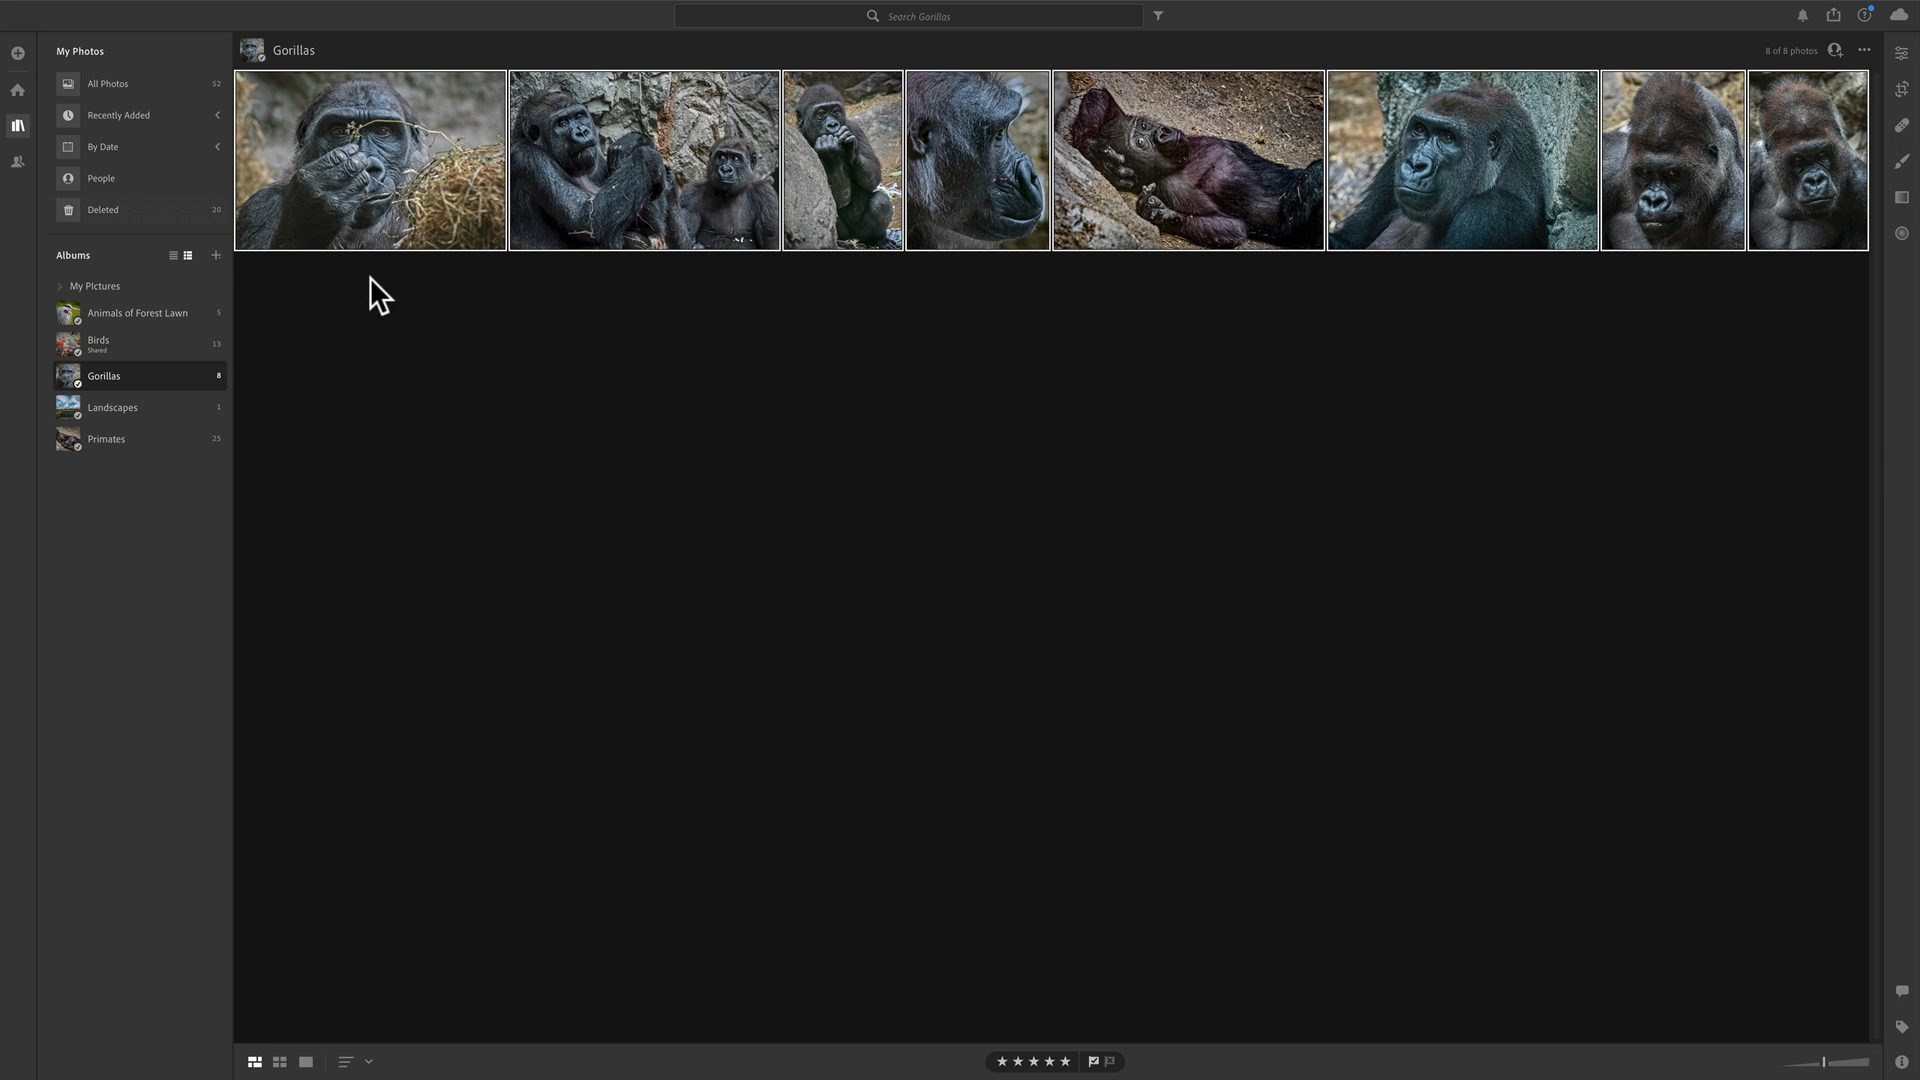 Search Gorillas
My Photos
All Photos 52
Recently Added
By Date
People
Deleted 20
Albums
My Pictures
Animals of Forest Lawn 5
Birds 13
Shared
Gorillas 8
Landscapes 1
Primates 25
Gorillas
8 of 8 photos